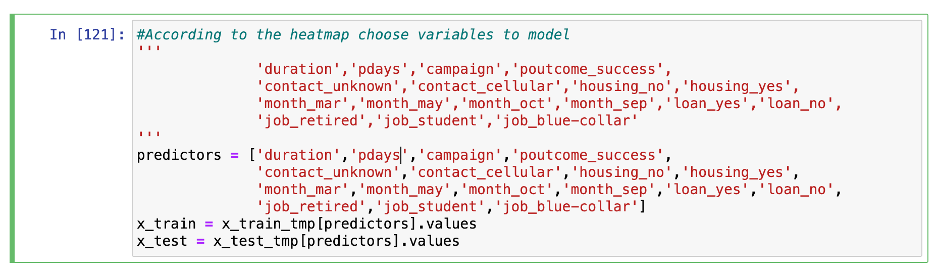 In [121]: #According to the heatmap choose variables to model
'''
'duration','pdays','campaign','poutcome_success',
'contact_unknown','contact_cellular','housing_no','housing_yes',
'month_mar','month_may','month_oct','month_sep','loan_yes','loan_no',
'job_retired','job_student','job_blue-collar'
'''
predictors = ['duration','pdays','campaign','poutcome_success',
'contact_unknown','contact_cellular','housing_no','housing_yes',
'month_mar','month_may','month_oct','month_sep','loan_yes','loan_no',
'job_retired','job_student','job_blue-collar']
x_train = x_train_tmp[predictors].values
x_test = x_test_tmp[predictors].values